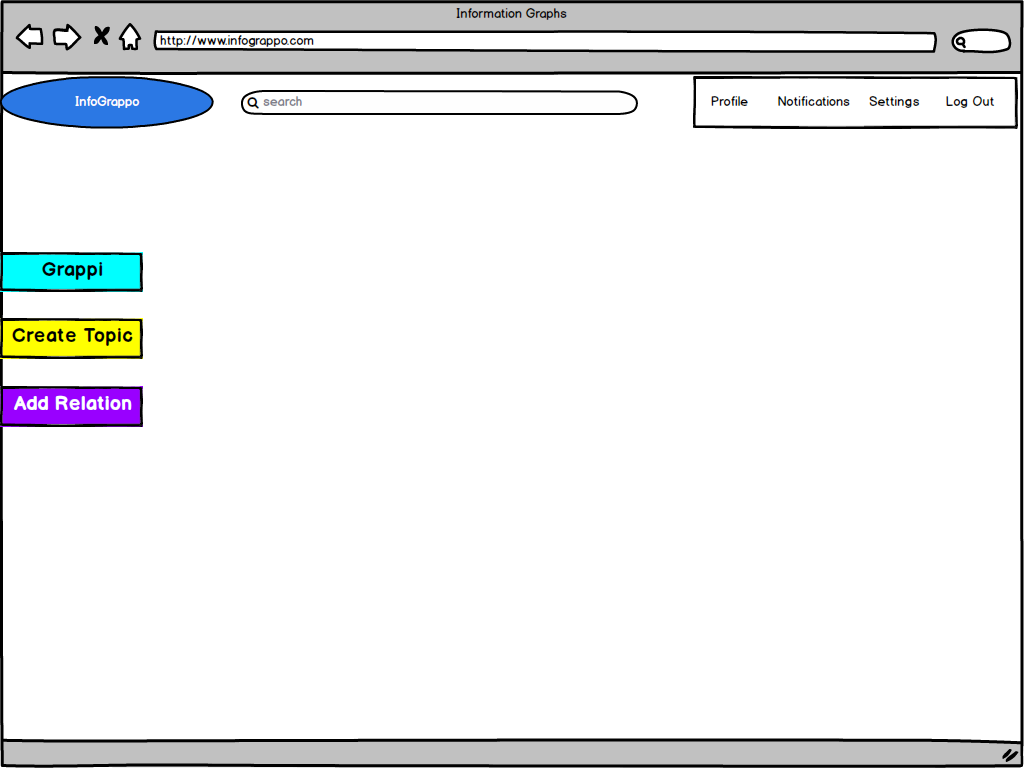 Information Graphs
http://www.infograppo.com
InfoGrappo
search
Profile Notifications Settings Log Out
Grappi
Create Topic
Add Relation